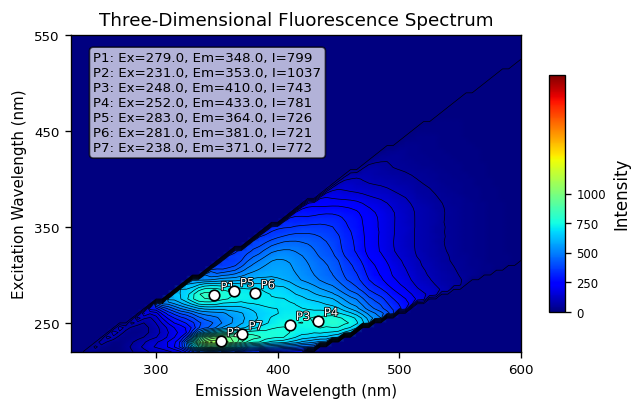 Three-Dimensional Fluorescence Spectrum
550
450
350
250
Excitation Wavelength (nm)
P1: Ex=279.0, Em=348.0, I=799
P2: Ex=231.0, Em=353.0, I=1037
P3: Ex=248.0, Em=410.0, I=743
P4: Ex=252.0, Em=433.0, I=781
P5: Ex=283.0, Em=364.0, I=726
P6: Ex=281.0, Em=381.0, I=721
P7: Ex=238.0, Em=371.0, I=772
P1
P5
P6
P3
P4
P2
P7
300
400
500
600
Emission Wavelength (nm)
1000
750
500
250
0
Intensity